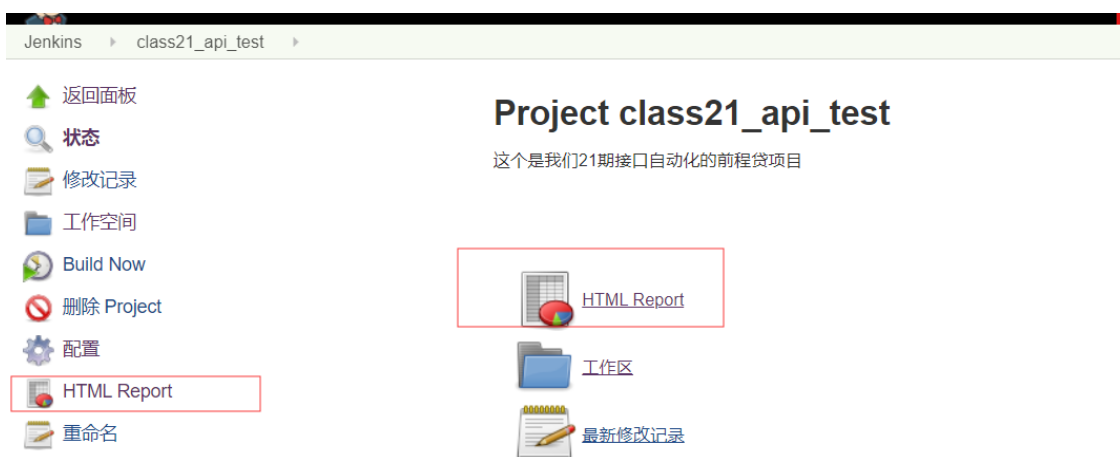 Jenkins class21_api_test
返回面板
状态
修改记录
工作空间
Build Now
删除 Project
配置
HTML Report
重命名
Project class21_api_test
这个是我们21期接口自动化的前程贷项目
HTML Report
工作区
最新修改记录